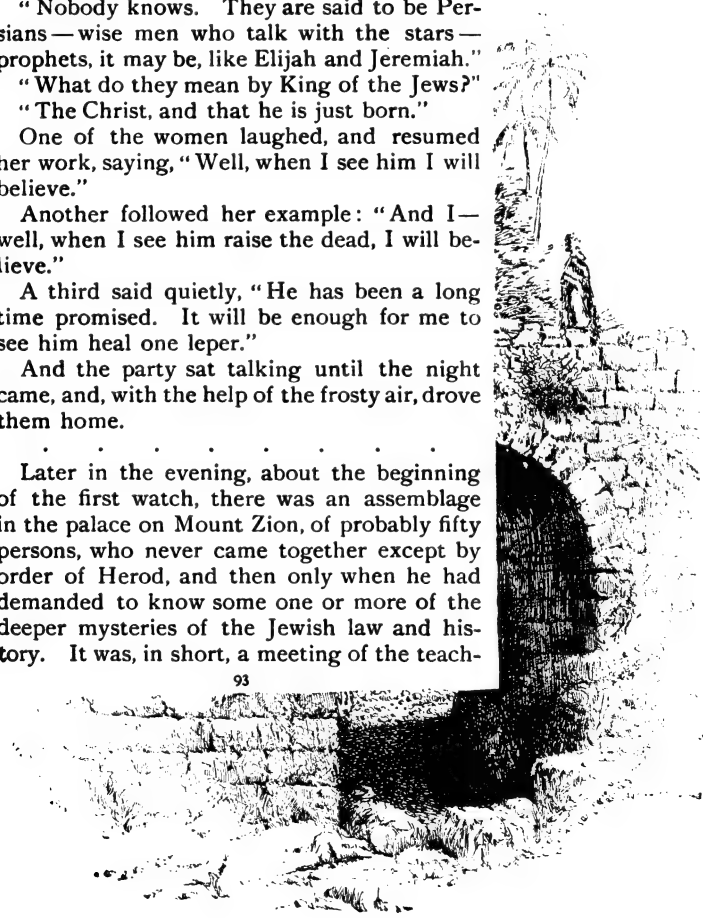 “Nobody knows. They are said to be Per-
sians—wise men who talk with the stars—
prophets, it may be, like Elijah and Jeremiah.”
“What do they mean by King of the Jews?”
“The Christ, and that he is just born.”
One of the women laughed, and resumed
her work, saying, “Well, when I see him I will
believe.”
Another followed her example: “And I—
well, when I see him raise the dead, I will be-
lieve.”
A third said quietly, “He has been a long
time promised. It will be enough for me to
see him heal one leper.”
And the party sat talking until the night
came, and, with the help of the frosty air, drove
them home.
. . . . . . . .
Later in the evening, about the beginning
of the first watch, there was an assemblage
in the palace on Mount Zion, of probably fifty
persons, who never came together except by
order of Herod, and then only when he had
demanded to know some one or more of the
deeper mysteries of the Jewish law and his-
tory. It was, in short, a meeting of the teach-
93